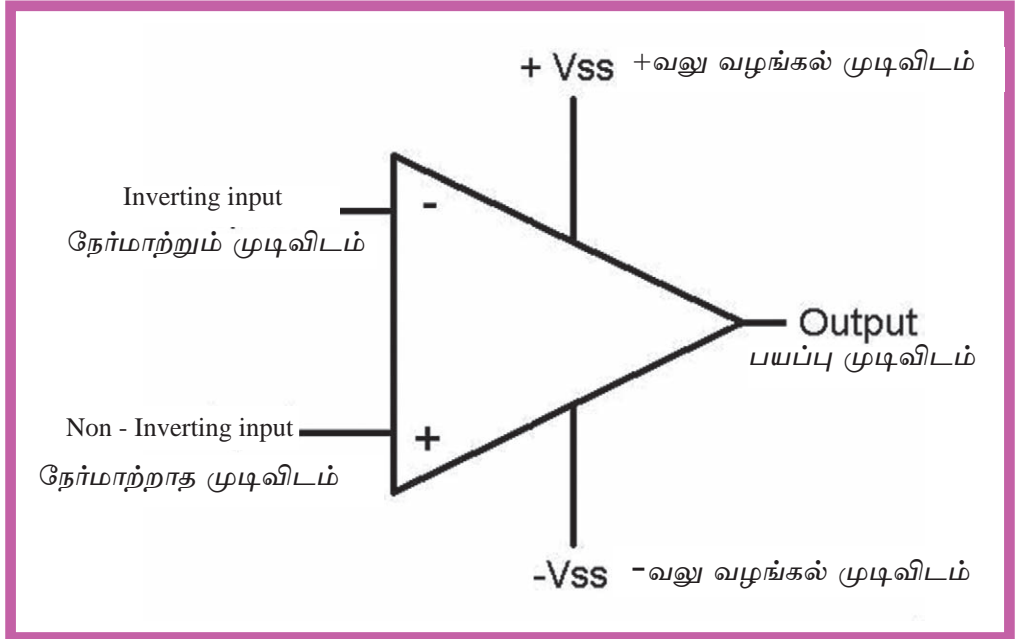 + Vss +வலு வழங்கல் முடிவிடம்
Inverting input
நேர்மாற்றும் முடிவிடம்
-
Output
பயப்பு முடிவிடம்
Non - Inverting input
+
நேர்மாற்றாத முடிவிடம்
-Vss -வலு வழங்கல் முடிவிடம்